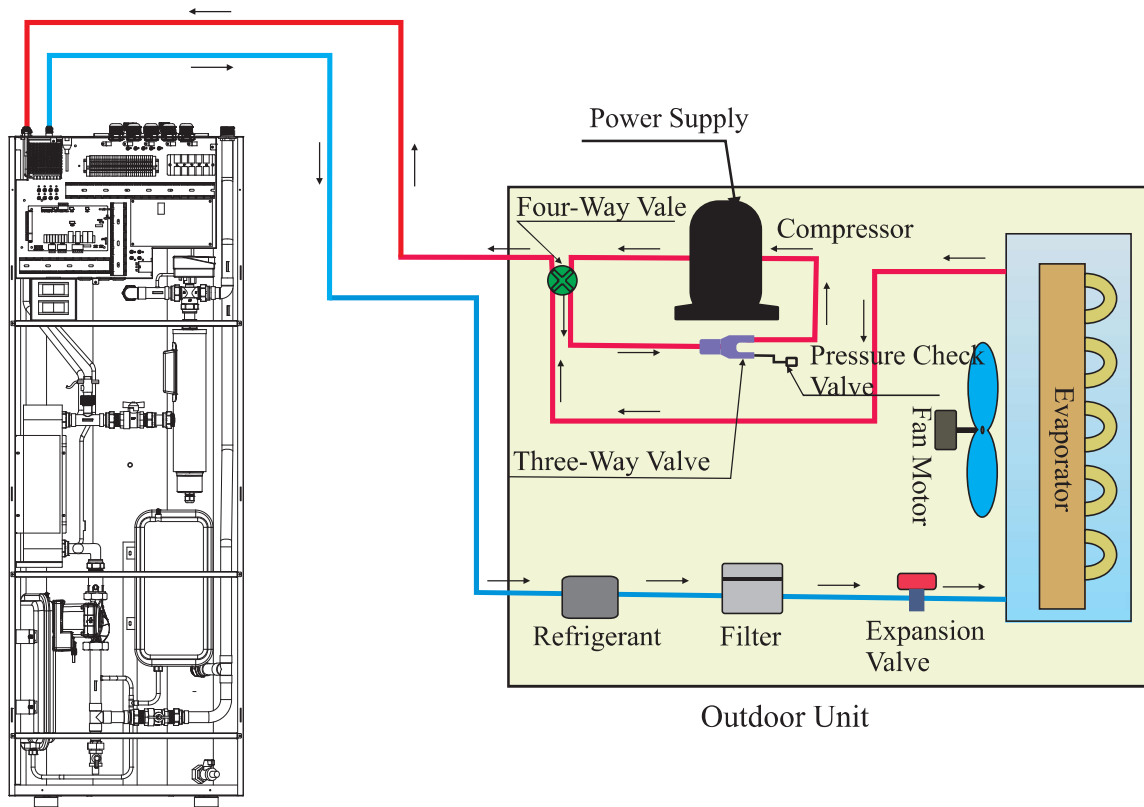 Power Supply
Four-Way Vale
Compressor
Pressure Check
Valve
Three-Way Valve
Fan Motor
Evaporator
Refrigerant
Filter
Expansion
Valve
Outdoor Unit